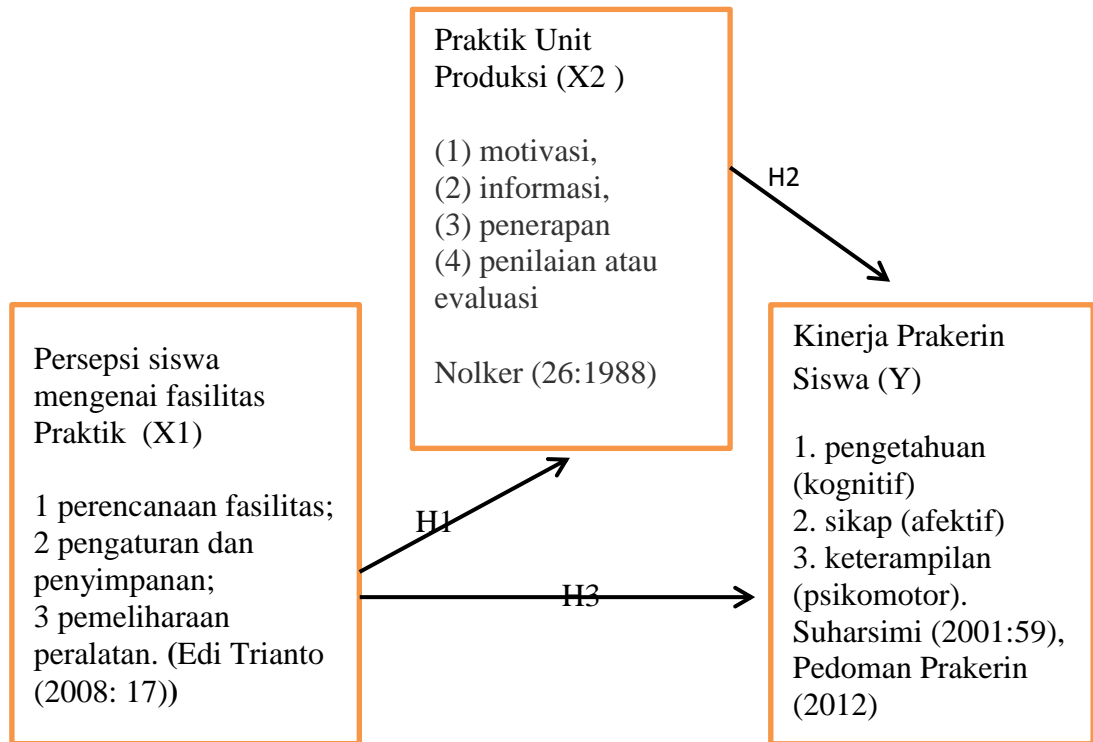 Praktik Unit
Produksi (X2 )
(1) motivasi,
(2) informasi,
(3) penerapan
(4) penilaian atau
evaluasi
Nolker (26:1988)
H2
Persepsi siswa
mengenai fasilitas
Praktik (X1)
1 perencanaan fasilitas;
2 pengaturan dan
penyimpanan;
3 pemeliharaan
peralatan. (Edi Trianto
(2008: 17))
H1
H3
Kinerja Prakerin
Siswa (Y)
1. pengetahuan
(kognitif)
2. sikap (afektif)
3. keterampilan
(psikomotor).
Suharsimi (2001:59),
Pedoman Prakerin
(2012)